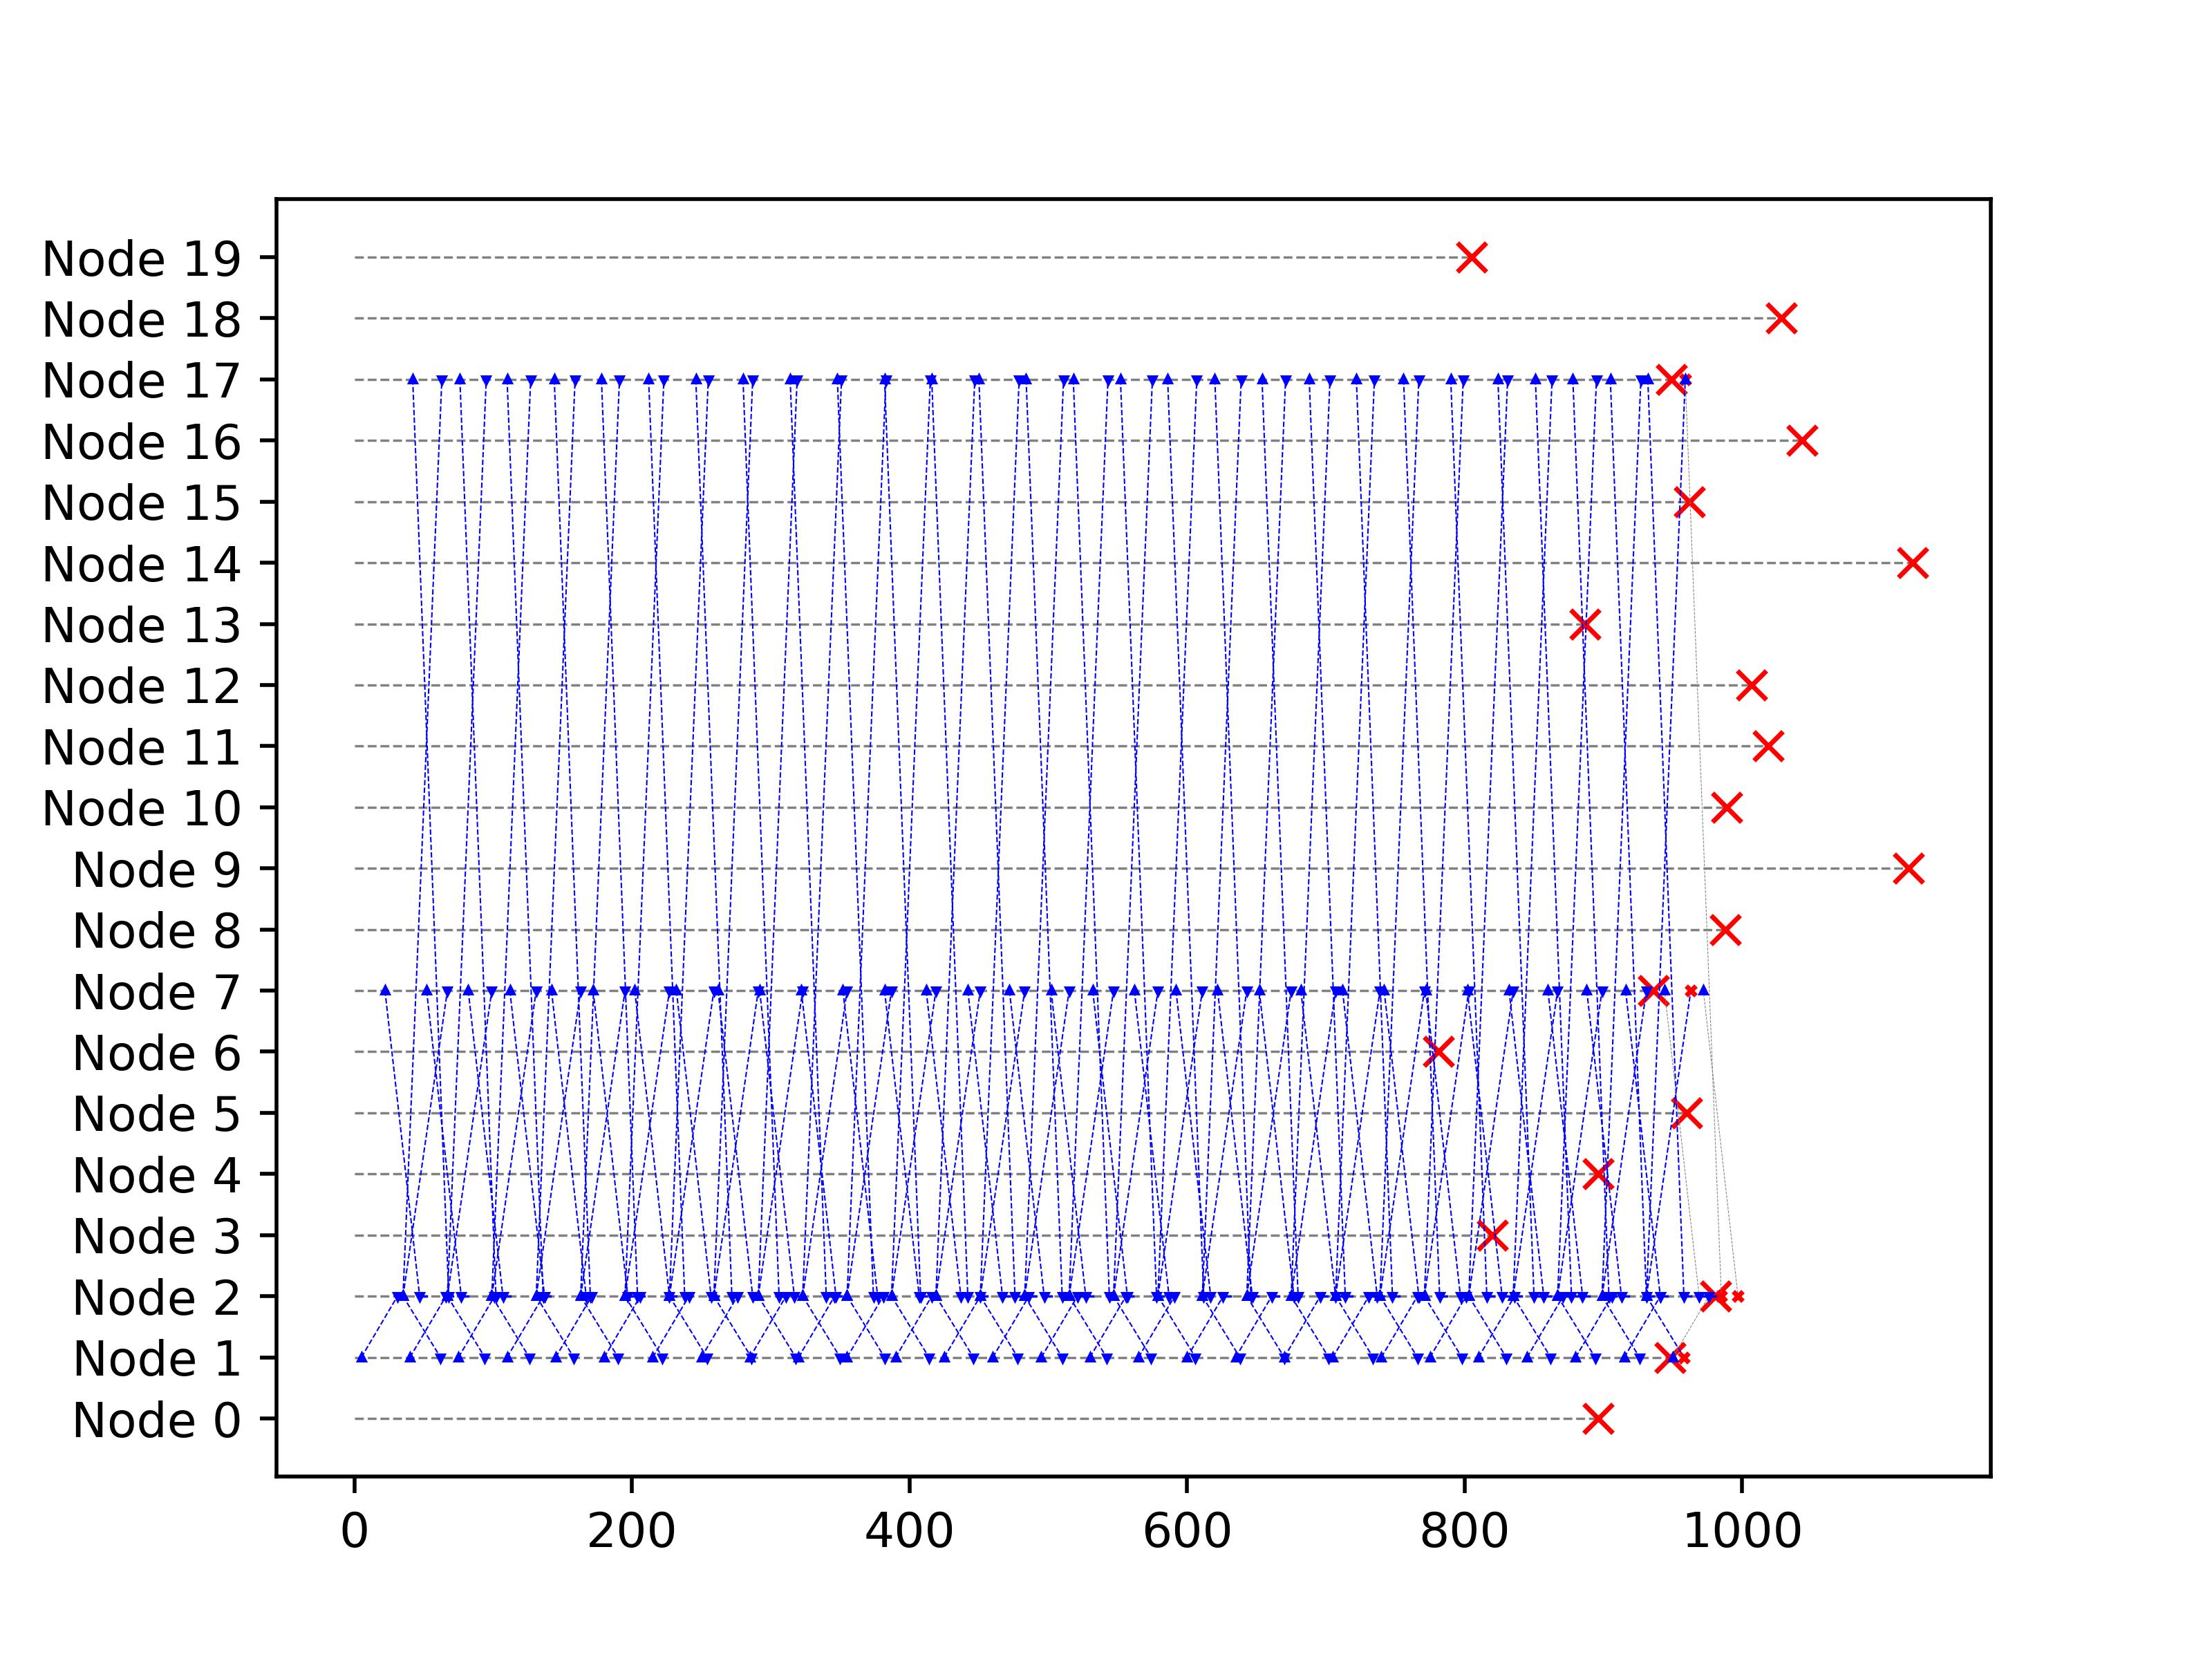 Node 19
Node 18
Node 17
Node 16
Node 15
Node 14
Node 13
Node 12
Node 11
Node 10
Node 9
Node 8
Node 7
Node 6
Node 5
Node 4
Node 3
Node 2
Node 1
Node 0
0 200 400 600 800 1000